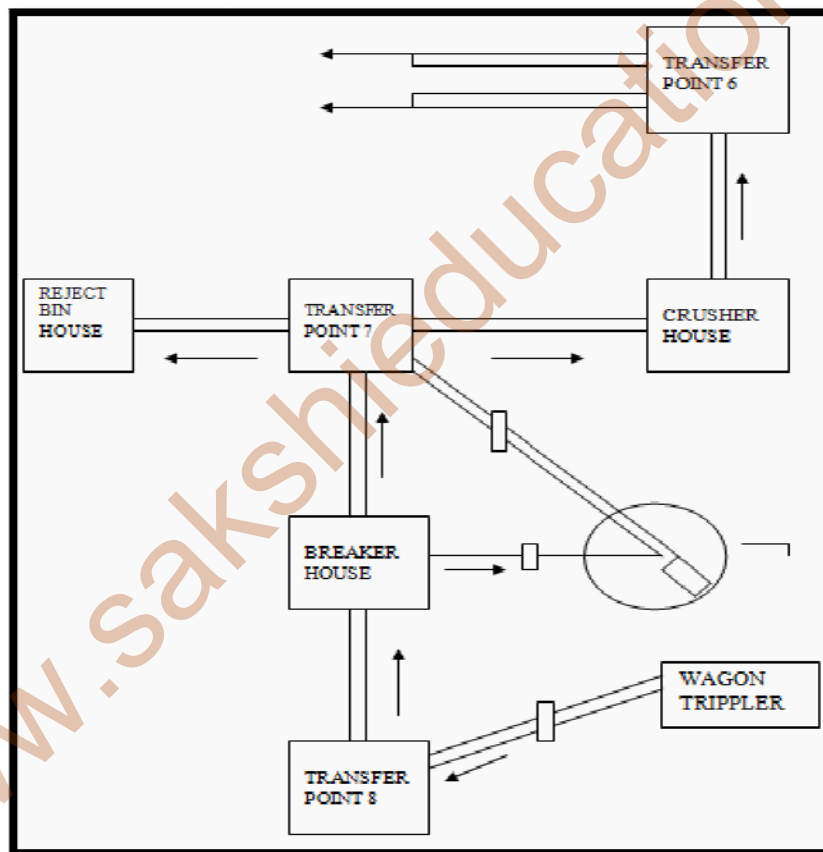 TRANSFER
POINT 6
REJECT
BIN
HOUSE
TRANSFER
POINT 7
CRUSHER
HOUSE
BREAKER
HOUSE
WAGON
TRIPPLER
TRANSFER
POINT 8
w.sakshieducation